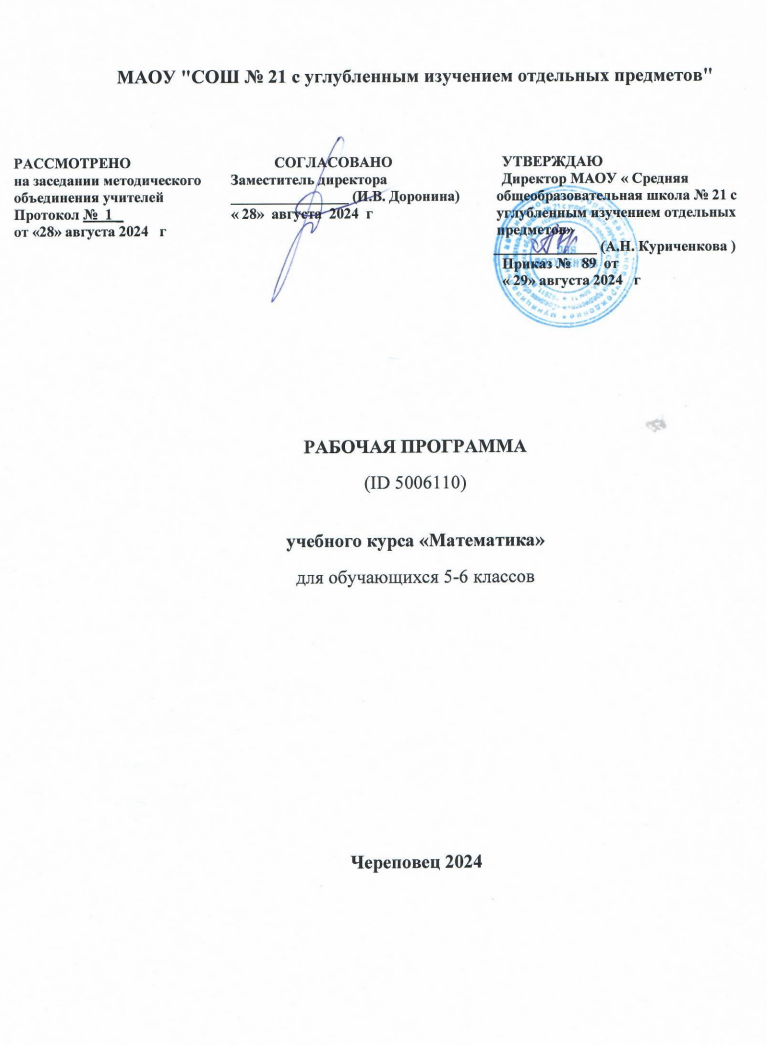 МАОУ "СОШ № 21 с углубленным изучением отдельных предметов"
РАССМОТРЕНО
на заседании методического
объединения учителей
Протокол № 1
от «28» августа 2024 г
СОГЛАСОВАНО
Заместитель директора
(И.В. Доронина)
« 28» августа 2024 г
УТВЕРЖДАЮ
Директор МАОУ « Средняя
общеобразовательная школа № 21 с
углубленным изучением отдельных
предметов»
(А.Н. Куриченкова )
Приказ № 89 от
« 29» августа 2024 г
РАБОЧАЯ ПРОГРАММА
(ID 5006110)
учебного курса «Математика»
для обучающихся 5-6 классов
Череповец 2024